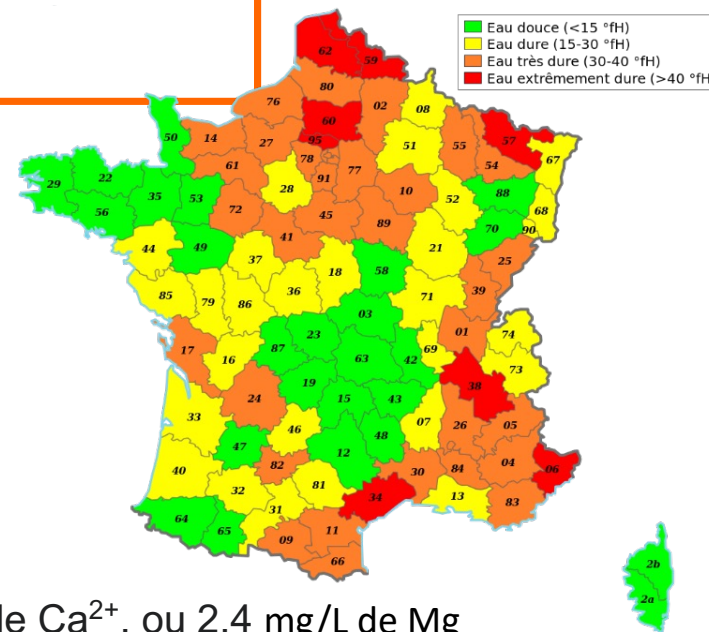 Eau douce (<15 °fH)
Eau dure (15-30 °fH)
Eau très dure (30-40 °fH)
Eau extrêmement dure (>40 °fH
62 59
80
76 02 08
60
50 14 27 95 51 55 57
78 54 67
61 77
29 22 28 91 10 52 88
35 53 68
56 72 45 89 70 90
41
44 49 37 21 25
18 58
85 79 86 36 71 39
03
23 01 74
17 16 87 63 42 69
73
19 38
24 15 43
33 07 26 05
46
47 48
12 84 04 06
40 82 30
32 81 34 13 83
31
64 65 09 11
66
2b
2a
le Ca²⁺, ou 2.4 mg/L de Mg